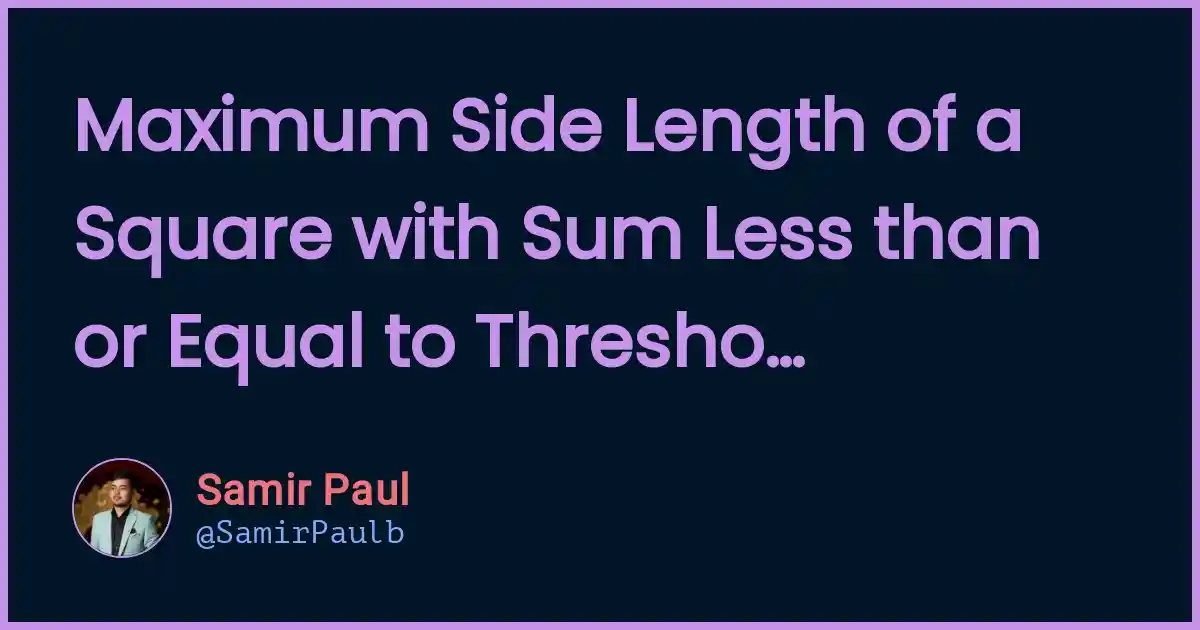 Maximum Side Length of a
Square with Sum Less than
or Equal to Thresho...
Samir Paul
@SamirPaulb